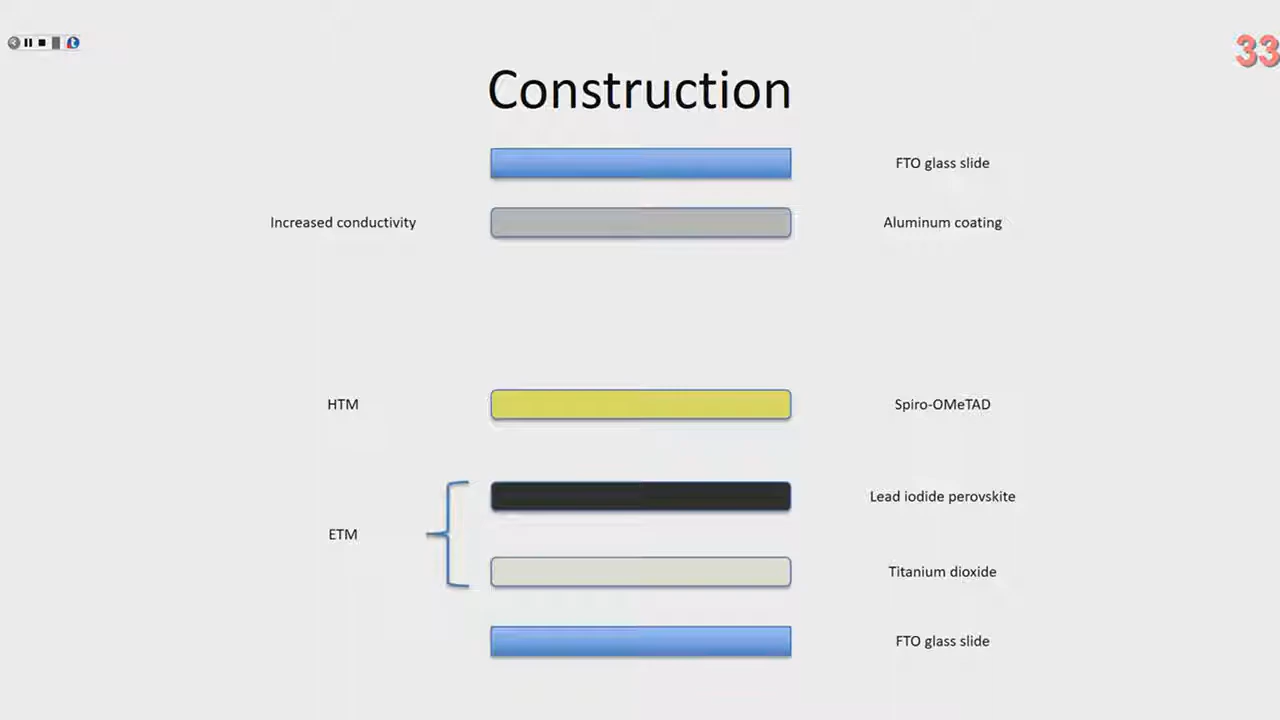 33
Construction
FTO glass slide
Increased conductivity
Aluminum coating
HTM
Spiro-OMeTAD
Lead iodide perovskite
ETM
Titanium dioxide
FTO glass slide